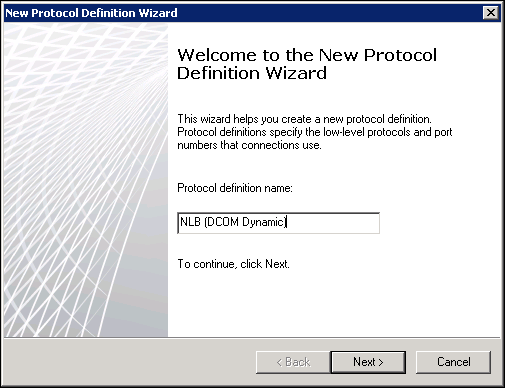 New Protocol Definition Wizard
Welcome to the New Protocol
Definition Wizard
This wizard helps you create a new protocol definition.
Protocol definitions specify the low-level protocols and port
numbers that connections use.
Protocol definition name:
NLB (DCOM Dynamic)
To continue, click Next.
< Back
Next >
Cancel